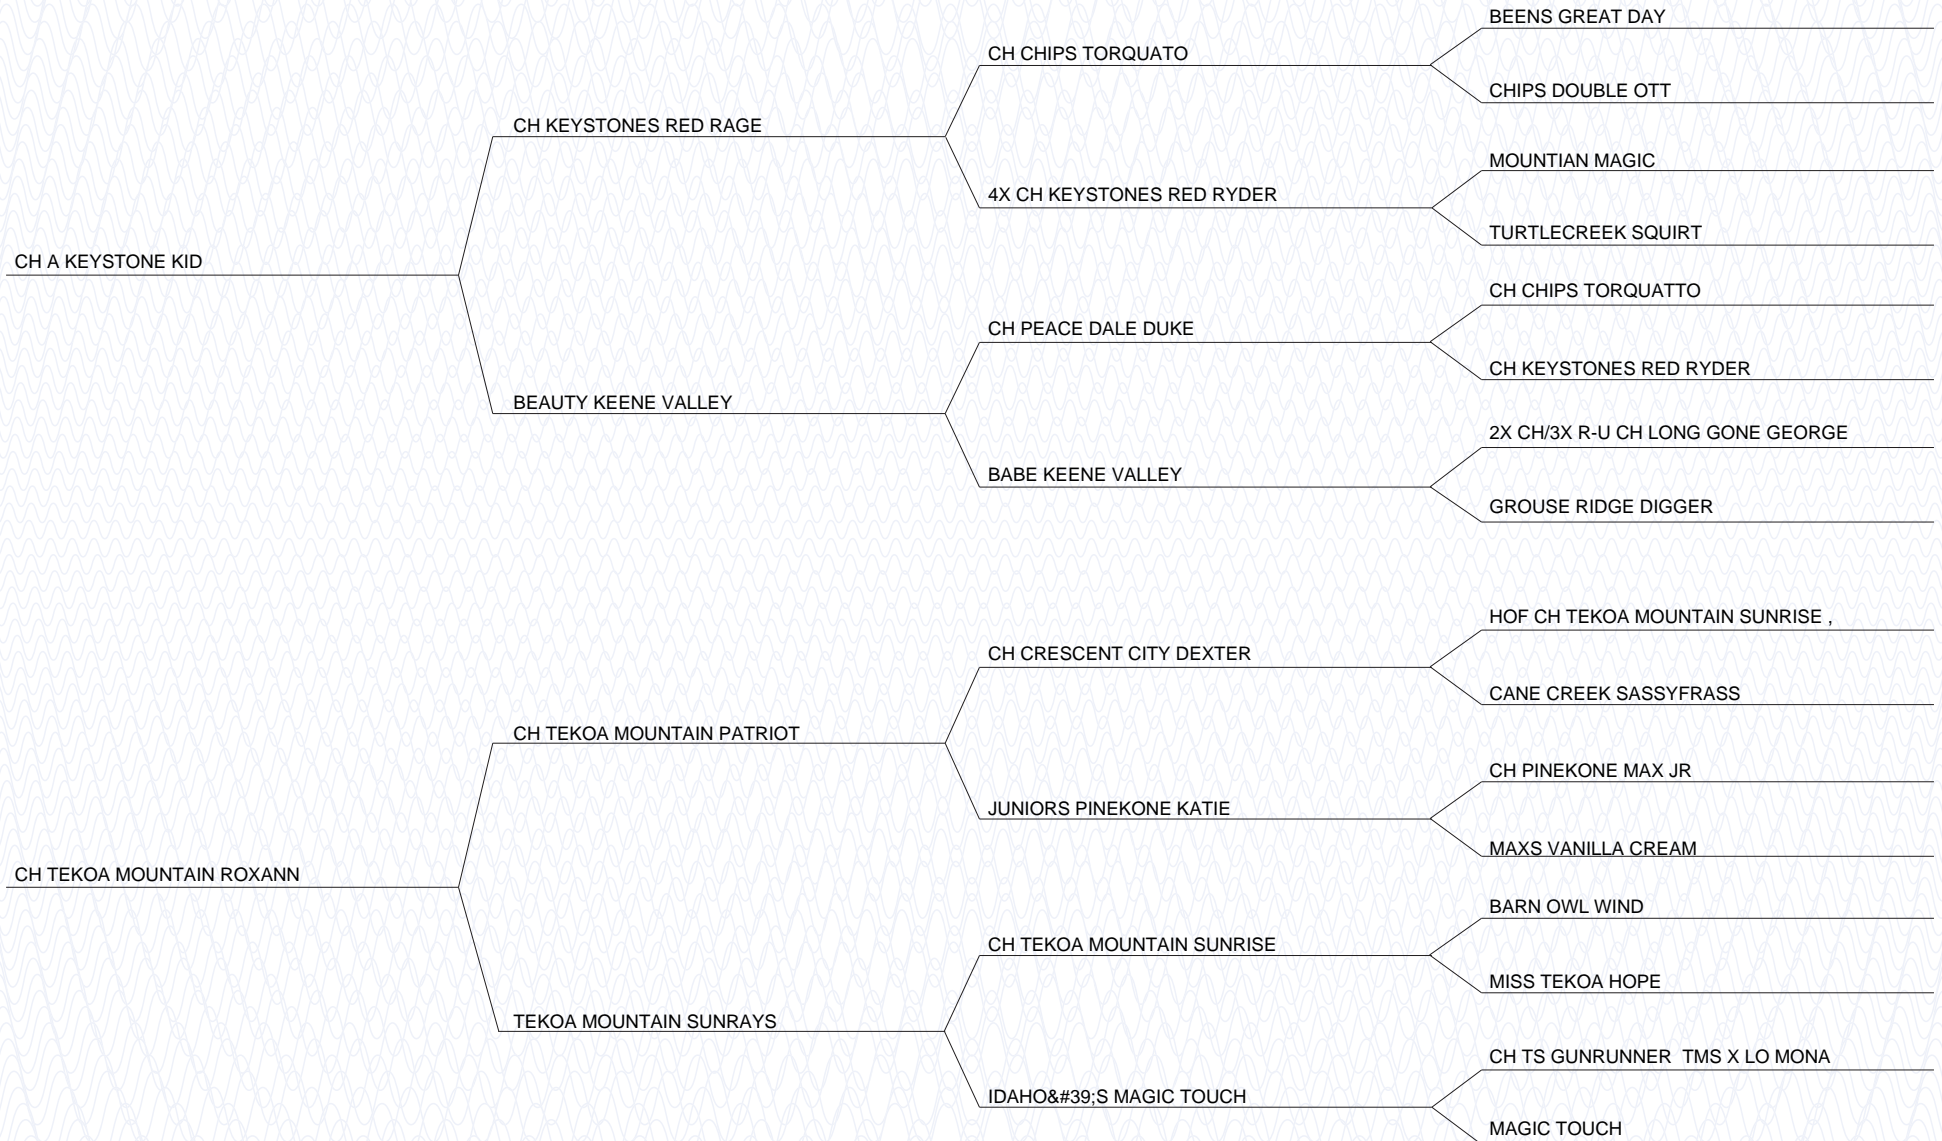 BEENS GREAT DAY
CH CHIPS TORQUATO
CHIPS DOUBLE OTT
CH KEYSTONES RED RAGE
MOUNTIAN MAGIC
4X CH KEYSTONES RED RYDER
TURTLECREEK SQUIRT
CH A KEYSTONE KID
CH CHIPS TORQUATTO
CH PEACE DALE DUKE
CH KEYSTONES RED RYDER
BEAUTY KEENE VALLEY
2X CH/3X R-U CH LONG GONE GEORGE
BABE KEENE VALLEY
GROUSE RIDGE DIGGER
HOF CH TEKOA MOUNTAIN SUNRISE ,
CH CRESCENT CITY DEXTER
CANE CREEK SASSYFRASS
CH TEKOA MOUNTAIN PATRIOT
CH PINEKONE MAX JR
JUNIORS PINEKONE KATIE
MAXS VANILLA CREAM
CH TEKOA MOUNTAIN ROXANN
BARN OWL WIND
CH TEKOA MOUNTAIN SUNRISE
MISS TEKOA HOPE
TEKOA MOUNTAIN SUNRAYS
CH TS GUNRUNNER  TMS X LO MONA
IDAHO&#39;S MAGIC TOUCH
MAGIC TOUCH